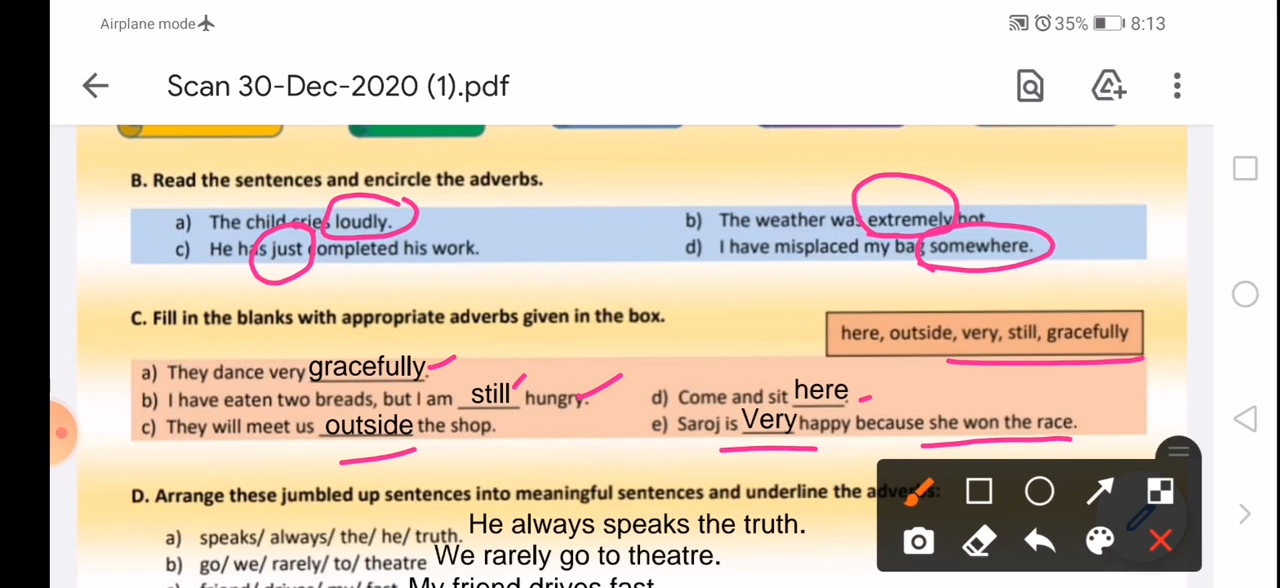 Airplane mode 35% 8:13
Scan 30-Dec-2020 (1).pdf
B. Read the sentences and encircle the adverbs.
a) The child cries loudly. b) The weather was extremely hot
c) He has just completed his work. d) I have misplaced my bag somewhere.
C. Fill in the blanks with appropriate adverbs given in the box.
here, outside, very, still, gracefully
a) They dance very gracefully.
b) I have eaten two breads, but I am still hungry. d) Come and sit here.
c) They will meet us outside the shop. e) Saroj is Very happy because she won the race.
D. Arrange these jumbled up sentences into meaningful sentences and underline the adverbs:
a) speaks/ always/ the/ he/ truth. He always speaks the truth.
b) go/ we/ rarely/ to/ theatre We rarely go to theatre.
My friend drives fast